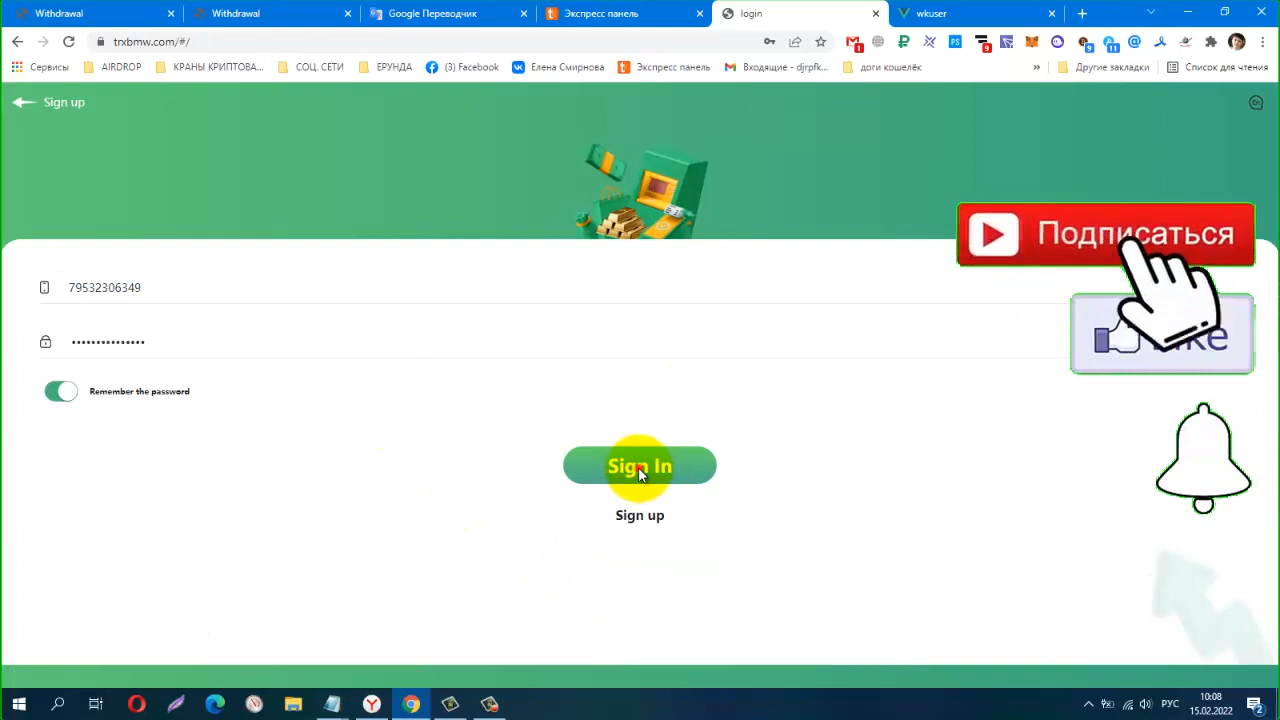 Withdrawal
Withdrawal
Google Переводчик
Экспресс панель
login
wkuser
trxbmw.com/#/
Сервисы
AIRDROP
КРАНЫ КРИПТОВА...
СОЦ. СЕТИ
ЕРУНДА
(3) Facebook
Елена Смирнова
Экспресс панель
Входящие - djrpfk...
доги кошелёк
»
Другие закладки
Список для чтения
Sign up
Подписаться
79532306349
•••••••••••••••
Remember the password
Sign In
Sign up
РУС
10:08
15.02.2022